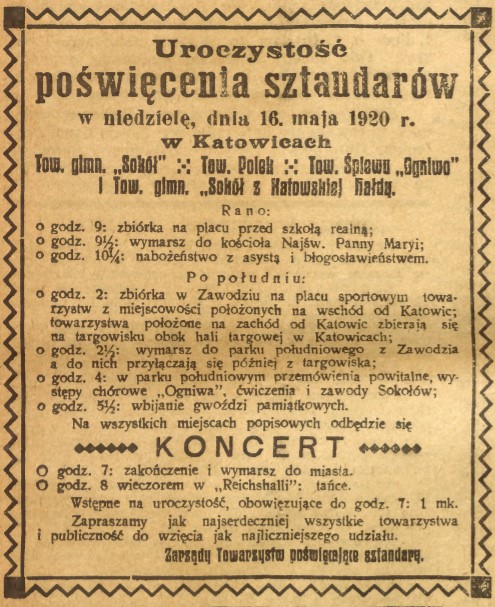 Uroczystość
poświęcenia sztandarów
w niedzielę, dnia 16. maja 1920 r.
w Katowicach
Tow. gimn. „Sokół" Tow. Polek Tow. Śpiewu „Ogniwo"
i Tow. gimn. „Sokół z Katowskiej Hałdą.
Rano:
o godz. 9: zbiórka na placu przed szkołą realną;
o godz. 9½: wymarsz do kościoła Najśw. Panny Maryi;
o godz. 10¼: nabożeństwo z asystą i błogosławieństwem.
Po południu:
o godz. 2: zbiórka w Zawodziu na placu sportowym towa-
rzystw z miejscowości położonych na wschód od Katowic;
towarzystwa położone na zachód od Katowic zbierają się
na targowisku obok hali targowej w Katowicach;
o godz. 2½: wymarsz do parku południowego z Zawodzia
a do nich przyłączają się później z targowiska;
o godz. 4: w parku południowym przemówienia powitalne, wy-
stępy chórowe „Ogniwa", ćwiczenia i zawody Sokołów;
o godz. 5½: wbijanie gwoździ pamiątkowych.
Na wszystkich miejscach popisowych odbędzie się
KONCERT
o godz. 7: zakończenie i wymarsz do miasta.
o godz. 8 wieczorem w „Reichshalli": tańce.
Wstępne na uroczystość, obowięzujące do godz. 7: 1 mk.
Zapraszamy jak najserdeczniej wszystkie towarzystwa
i publiczność do wzięcia jak najliczniejszego udziału.
Zarządy Towarzystw poświęcające sztandarę.